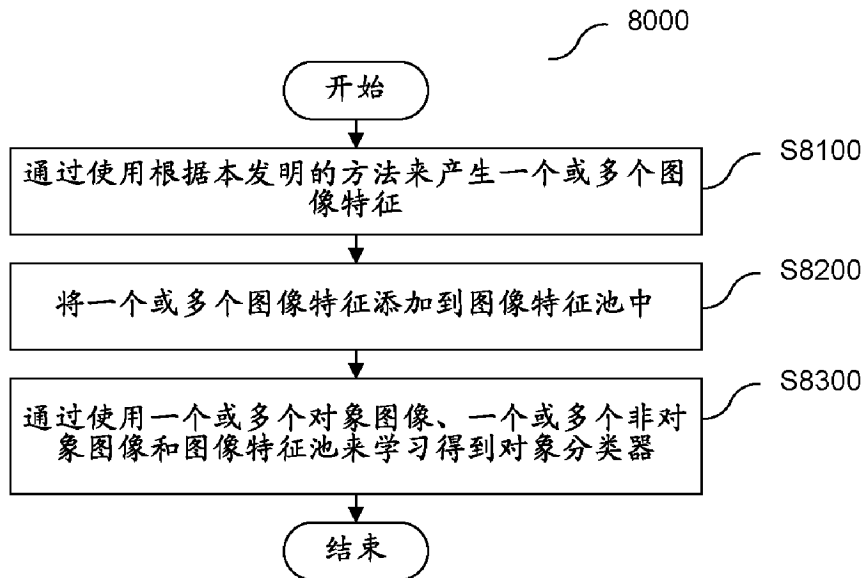 8000
开始
S8100
通过使用根据本发明的方法来产生一个或多个图
像特征
S8200
将一个或多个图像特征添加到图像特征池中
S8300
通过使用一个或多个对象图像、一个或多个非对
象图像和图像特征池来学习得到对象分类器
结束